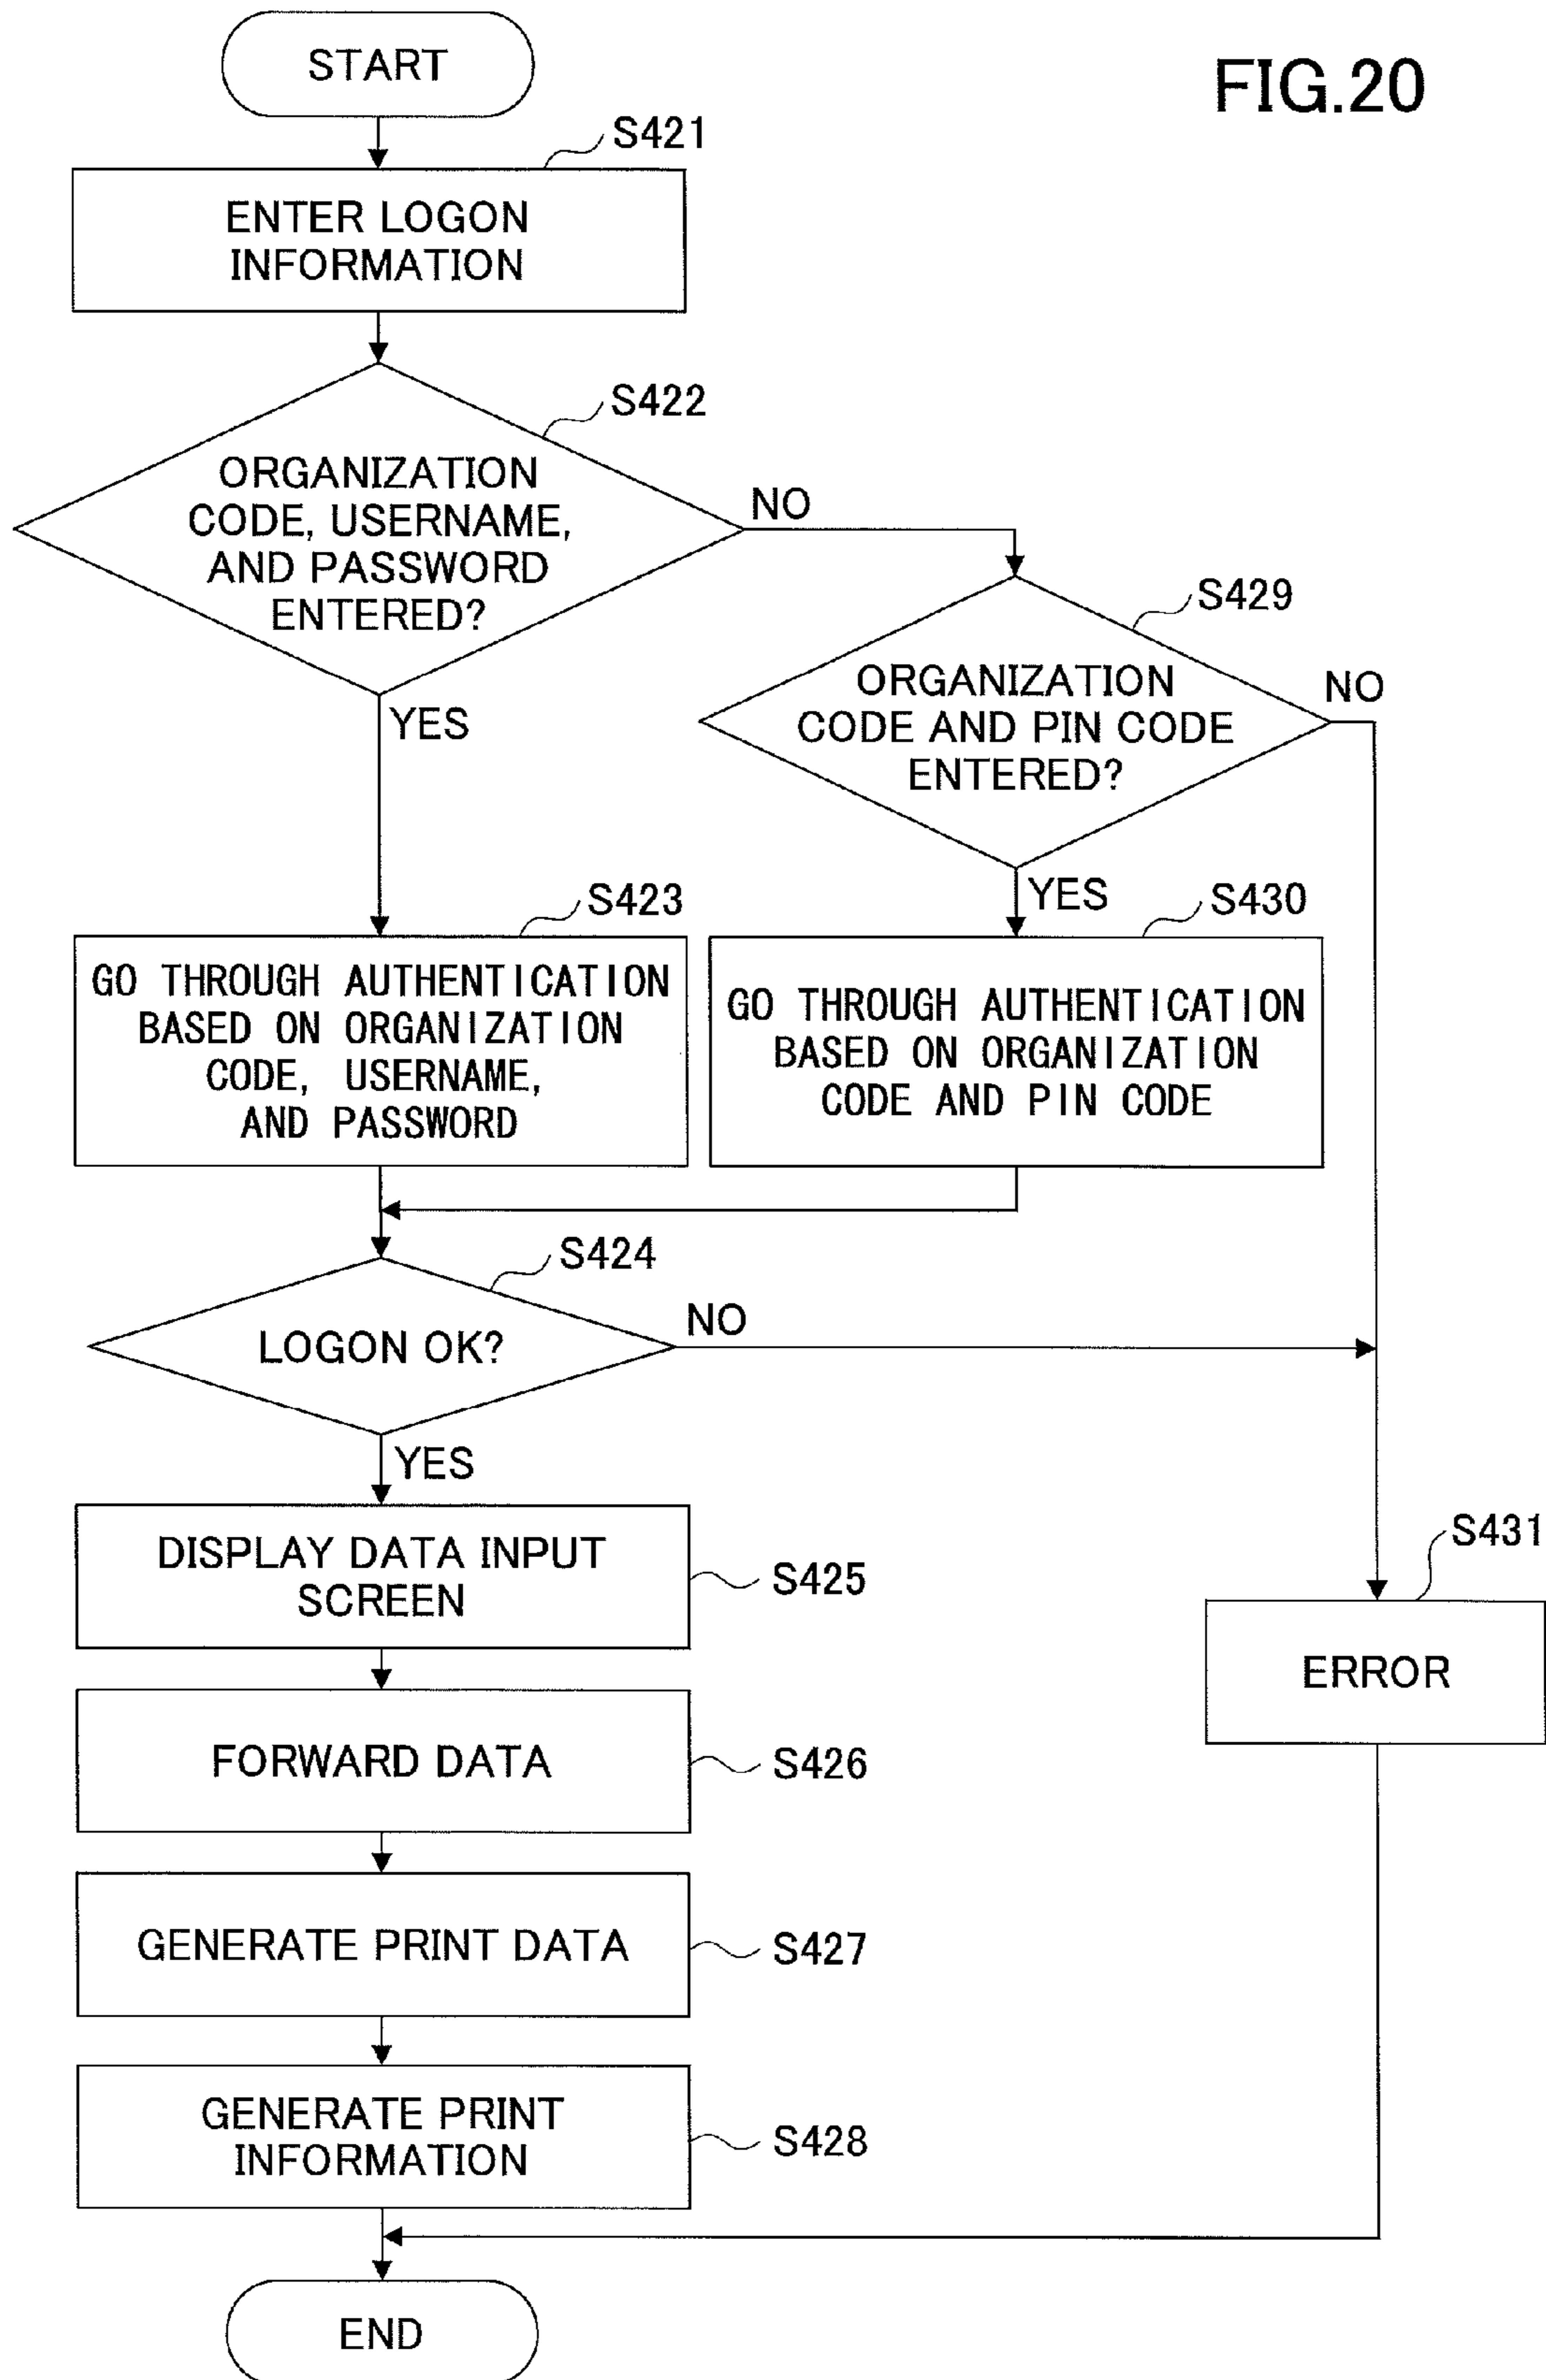 FIG.20
START
S421
ENTER LOGON
INFORMATION
S422
ORGANIZATION
CODE, USERNAME,
AND PASSWORD
ENTERED?
NO
YES
S429
ORGANIZATION
CODE AND PIN CODE
ENTERED?
NO
YES
S423
GO THROUGH AUTHENTICATION
BASED ON ORGANIZATION
CODE, USERNAME,
AND PASSWORD
S430
GO THROUGH AUTHENTICATION
BASED ON ORGANIZATION
CODE AND PIN CODE
S424
LOGON OK?
NO
YES
DISPLAY DATA INPUT
SCREEN
S425
S431
ERROR
FORWARD DATA
S426
GENERATE PRINT DATA
S427
GENERATE PRINT
INFORMATION
S428
END